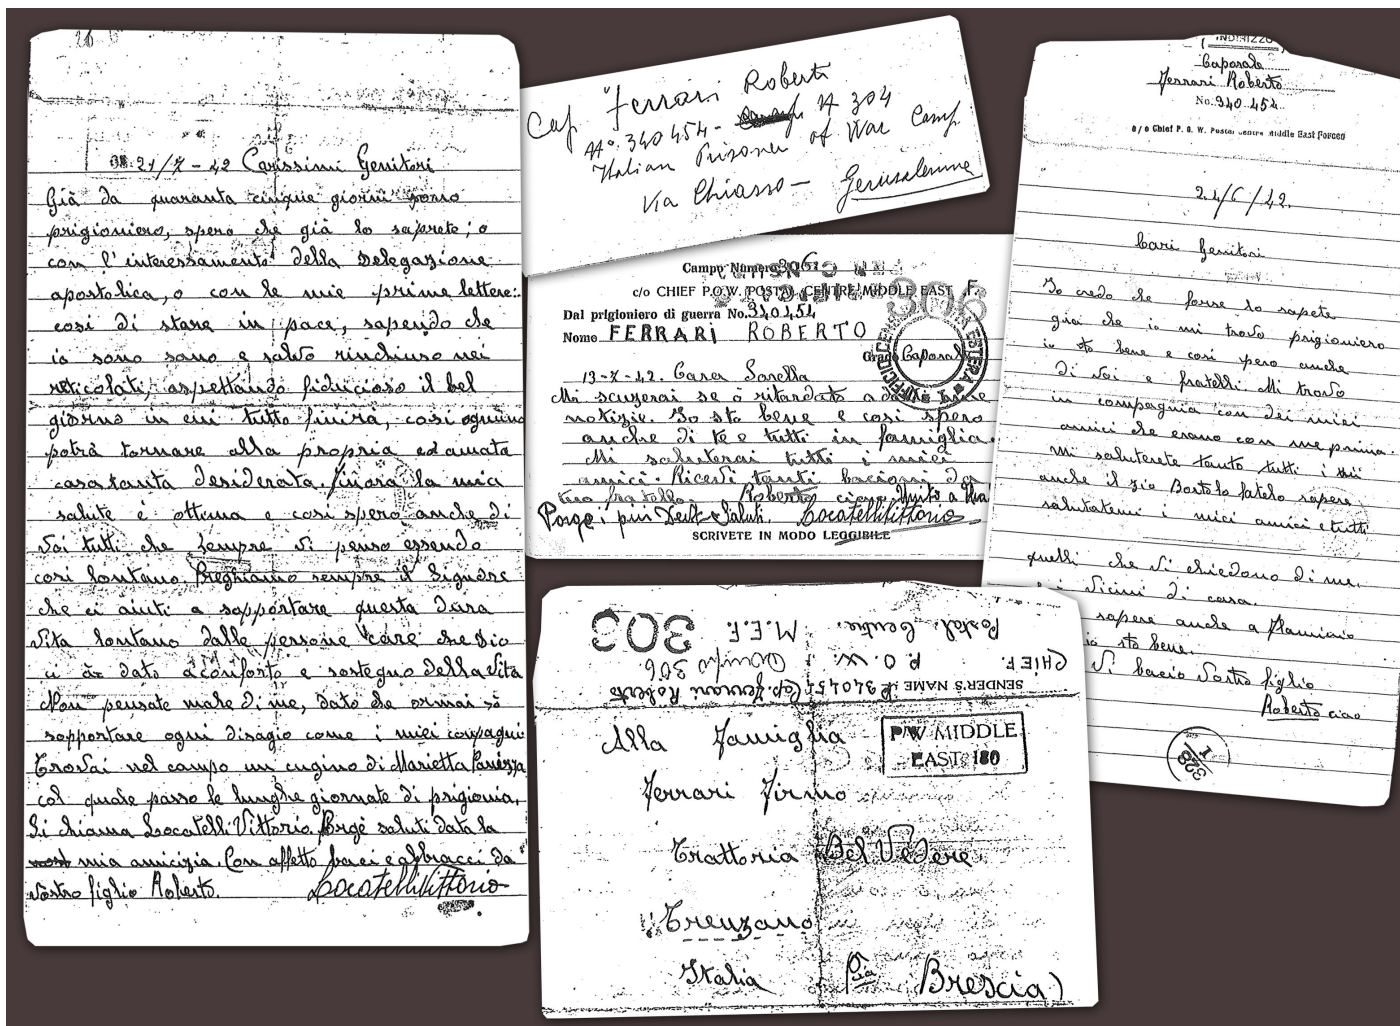 21/7-42 Carissimi Genitori
Già da quaranta cinque giorni sono
prigioniero, spero che già lo saprete; o
con l'interessamento della Delegazione
apostolica, o con le mie prime lettere:
cosi di stare in pace, sapendo che
io sono sano e salvo rinchiuso nei
reticolati, aspettando fiducioso il bel
giorno in cui tutto finirà, cosi ognuno
potrà tornare alla propria ed amata
casa tanto desiderata. finora la mia
salute è ottima e cosi spero anche di
voi tutti che sempre vi penso essendo
cosi lontano. Preghiamo sempre il Signore
che ci aiuti a sopportare questa dura
vita lontano dalle persone care che Dio
ci à dato a conforto e sostegno della vita
Non pensate male di me, dato che ormai sò
sopportare ogni disagio come i miei compagni
Trovai nel campo un cugino di Marietta
col quale passo le lunghe giornate di prigionia,
Si chiama Locatelli Vittorio. Porge saluti data la
mia amicizia. Con affetto baci e abbracci da
vostro figlio Roberto. Locatelli Vittorio
Cap Ferrari Roberto
N° 340454 - N 304
Italian Prisoner of War Camp
Via Chiasso - Gerusalemme
Campo Numero 306
c/o CHIEF P.O.W. POSTAL CENTRE MIDDLE EAST F.
306
Dal prigioniero di guerra No. 340454
Nome FERRARI ROBERTO
Grado Caporale
13-7-42. Cara Sorella
Mi scuserai se ò ritardato a darti mie
notizie. Io sto bene e cosi spero
anche di te e tutti in famiglia.
Mi saluterai tutti i miei
amici. Ricevi tanti bacioni da
tuo fratello. Roberto ciao
Porge i più saluti. Locatelli Vittorio
SCRIVETE IN MODO LEGGIBILE
303
CHIEF. P.O.W. Postal. Centre. M.E.F.
Campo 306
SENDER'S NAME 340454 Cap. Ferrari Roberto
P/W MIDDLE
EAST 180
Alla Famiglia
Ferrari Firmo
Trattoria Bel Vedere
Trenzano
Italia Brescia)
INDIRIZZO
Caporale
Ferrari Roberto
No. 340454
c/o Chief P. O. W. Postal Centre Middle East Forces
24/6/42.
Cari Genitori
Io credo che forse lo sapete
già che io mi trovo prigioniero
io sto bene e cosi pero anche
di voi e fratelli. Mi trovo
in compagnia con dei miei
amici che erano con me prima.
Mi saluterete tanto tutti i
anche il zio Bortolo fatelo sapere
salutatemi i miei amici e tutti
quelli che vi chiedono di me.
e i vicini di casa.
sapere anche a
io sto bene.
Vi bacio Vostro figlio
Roberto ciao
1
328